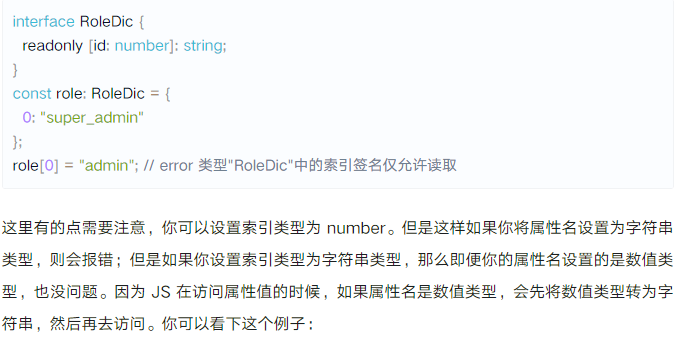 interface RoleDic {
readonly [id: number]: string;
}
const role: RoleDic = {
0: "super_admin"
};
role[0] = "admin"; // error 类型"RoleDic"中的索引签名仅允许读取
这里有的点需要注意，你可以设置索引类型为 number。但是这样如果你将属性名设置为字符串
类型，则会报错；但是如果你设置索引类型为字符串类型，那么即便你的属性名设置的是数值类
型，也没问题。因为 JS 在访问属性值的时候，如果属性名是数值类型，会先将数值类型转为字
符串，然后再去访问。你可以看下这个例子：